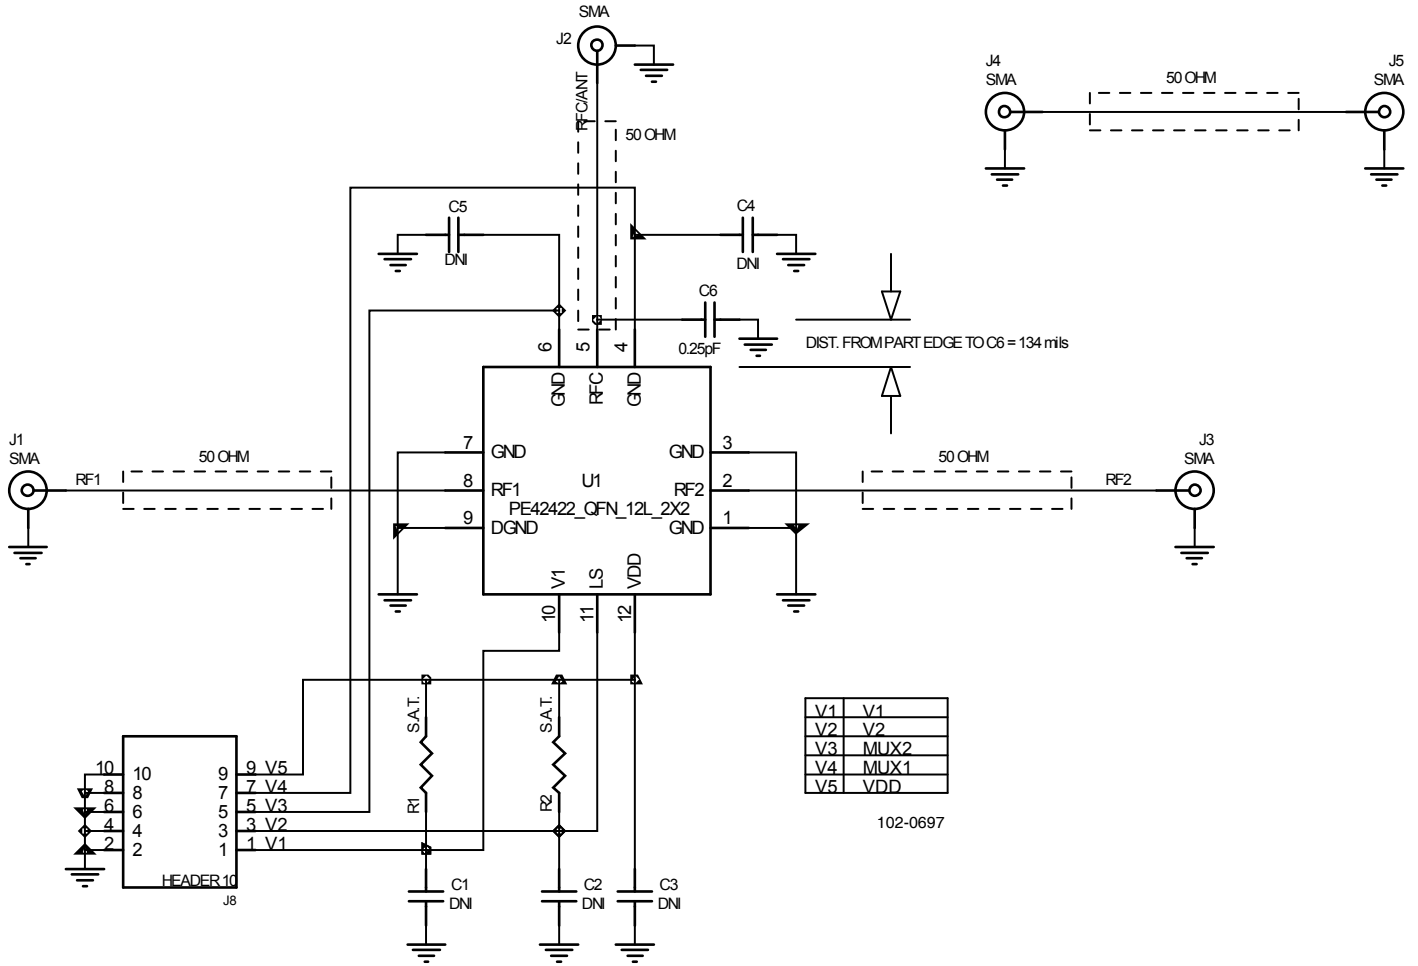 SMA
J2
RFC/ANT
50 OHM
J4
SMA
50 OHM
J5
SMA
C5
DNI
C4
DNI
C6
0.25pF
DIST. FROM PART EDGE TO C6 = 134 mils
6
5
4
GND
RFC
GND
J1
SMA
RF1
50 OHM
7
GND
8
RF1
9
DGND
U1
PE42422_QFN_12L_2X2
GND
3
RF2
2
GND
1
50 OHM
RF2
J3
SMA
V1
LS
VDD
10
11
12
S.A.T.
R1
S.A.T.
R2
10 10
8 8
6 6
4 4
2 2
9 9 V5
7 7 V4
5 5 V3
3 3 V2
1 1 V1
HEADER 10
J8
C1
DNI
C2
DNI
C3
DNI
V1 V1
V2 V2
V3 MUX2
V4 MUX1
V5 VDD
102-0697